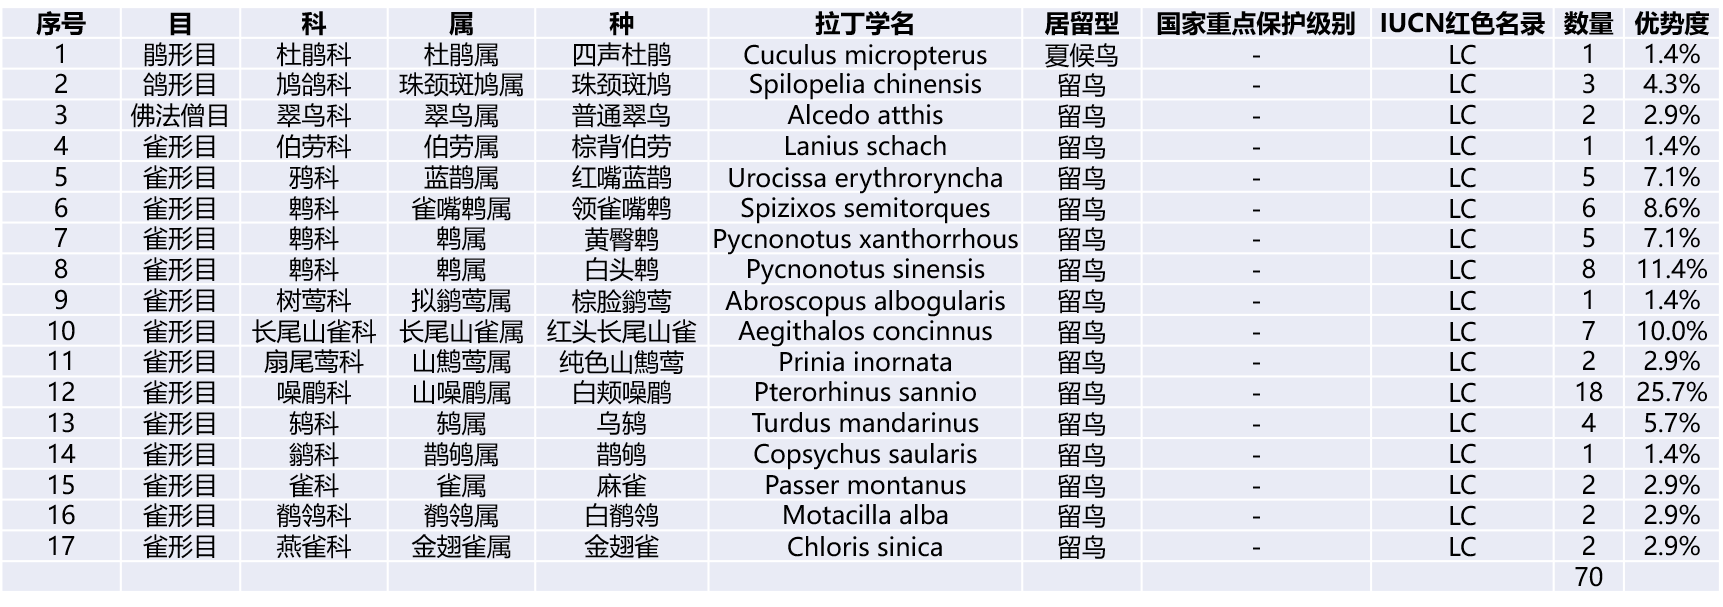 序号 目 科 属 种 拉丁学名 居留型 国家重点保护级别 IUCN红色名录 数量 优势度
1 鹃形目 杜鹃科 杜鹃属 四声杜鹃 Cuculus micropterus 夏候鸟 - LC 1 1.4%
2 鸽形目 鸠鸽科 珠颈斑鸠属 珠颈斑鸠 Spilopelia chinensis 留鸟 - LC 3 4.3%
3 佛法僧目 翠鸟科 翠鸟属 普通翠鸟 Alcedo atthis 留鸟 - LC 2 2.9%
4 雀形目 伯劳科 伯劳属 棕背伯劳 Lanius schach 留鸟 - LC 1 1.4%
5 雀形目 鸦科 蓝鹊属 红嘴蓝鹊 Urocissa erythroryncha 留鸟 - LC 5 7.1%
6 雀形目 鹎科 雀嘴鹎属 领雀嘴鹎 Spizixos semitorques 留鸟 - LC 6 8.6%
7 雀形目 鹎科 鹎属 黄臀鹎 Pycnonotus xanthorrhous 留鸟 - LC 5 7.1%
8 雀形目 鹎科 鹎属 白头鹎 Pycnonotus sinensis 留鸟 - LC 8 11.4%
9 雀形目 树莺科 拟鹟莺属 棕脸鹟莺 Abroscopus albogularis 留鸟 - LC 1 1.4%
10 雀形目 长尾山雀科 长尾山雀属 红头长尾山雀 Aegithalos concinnus 留鸟 - LC 7 10.0%
11 雀形目 扇尾莺科 山鹪莺属 纯色山鹪莺 Prinia inornata 留鸟 - LC 2 2.9%
12 雀形目 噪鹛科 山噪鹛属 白颊噪鹛 Pterorhinus sannio 留鸟 - LC 18 25.7%
13 雀形目 鸫科 鸫属 乌鸫 Turdus mandarinus 留鸟 - LC 4 5.7%
14 雀形目 鹟科 鹊鸲属 鹊鸲 Copsychus saularis 留鸟 - LC 1 1.4%
15 雀形目 雀科 雀属 麻雀 Passer montanus 留鸟 - LC 2 2.9%
16 雀形目 鹡鸰科 鹡鸰属 白鹡鸰 Motacilla alba 留鸟 - LC 2 2.9%
17 雀形目 燕雀科 金翅雀属 金翅雀 Chloris sinica 留鸟 - LC 2 2.9%
70